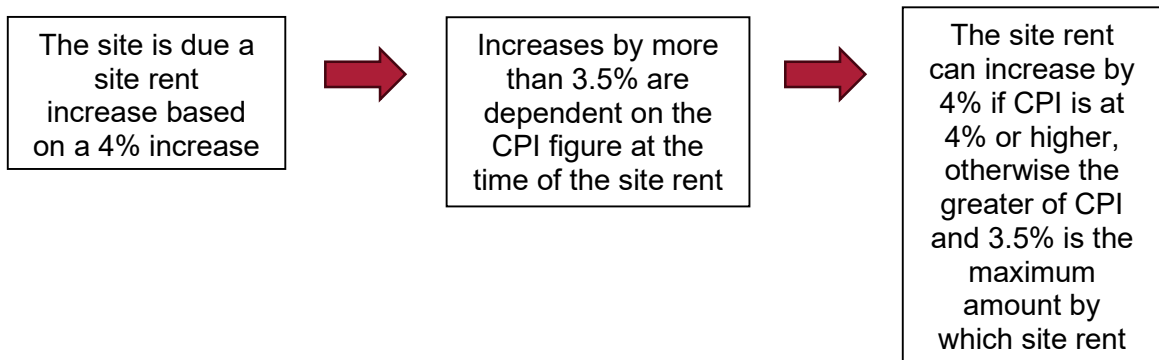 The site is due a
site rent
increase based
on a 4% increase
Increases by more
than 3.5% are
dependent on the
CPI figure at the
time of the site rent
The site rent
can increase by
4% if CPI is at
4% or higher,
otherwise the
greater of CPI
and 3.5% is the
maximum
amount by
which site rent